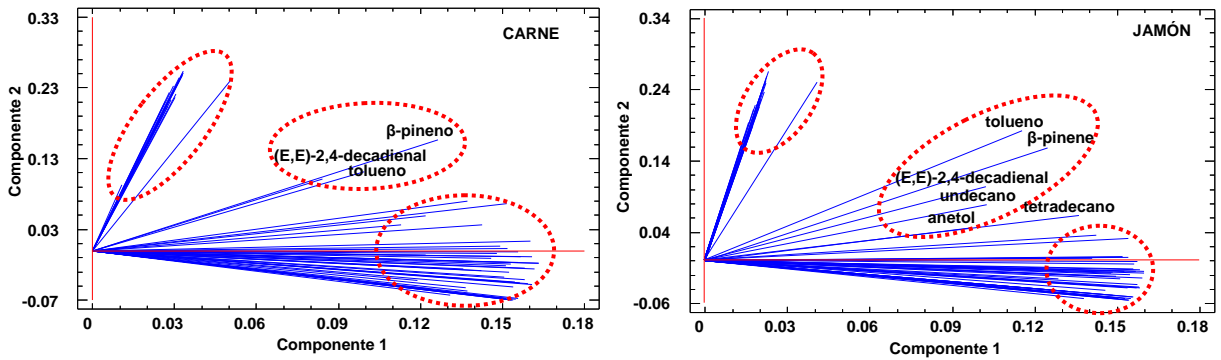 CARNE
0.33
0.23
0.13
0.03
-0.07
Componente 2
β-pineno
(E,E)-2,4-decadienal
tolueno
0
0.03
0.06
0.09
0.12
0.15
0.18
Componente 1
JAMÓN
0.34
0.24
0.14
0.04
-0.06
Componente 2
tolueno
β-pinene
(E,E)-2,4-decadienal
undecano
tetradecano
anetol
0
0.03
0.06
0.09
0.12
0.15
0.18
Componente 1